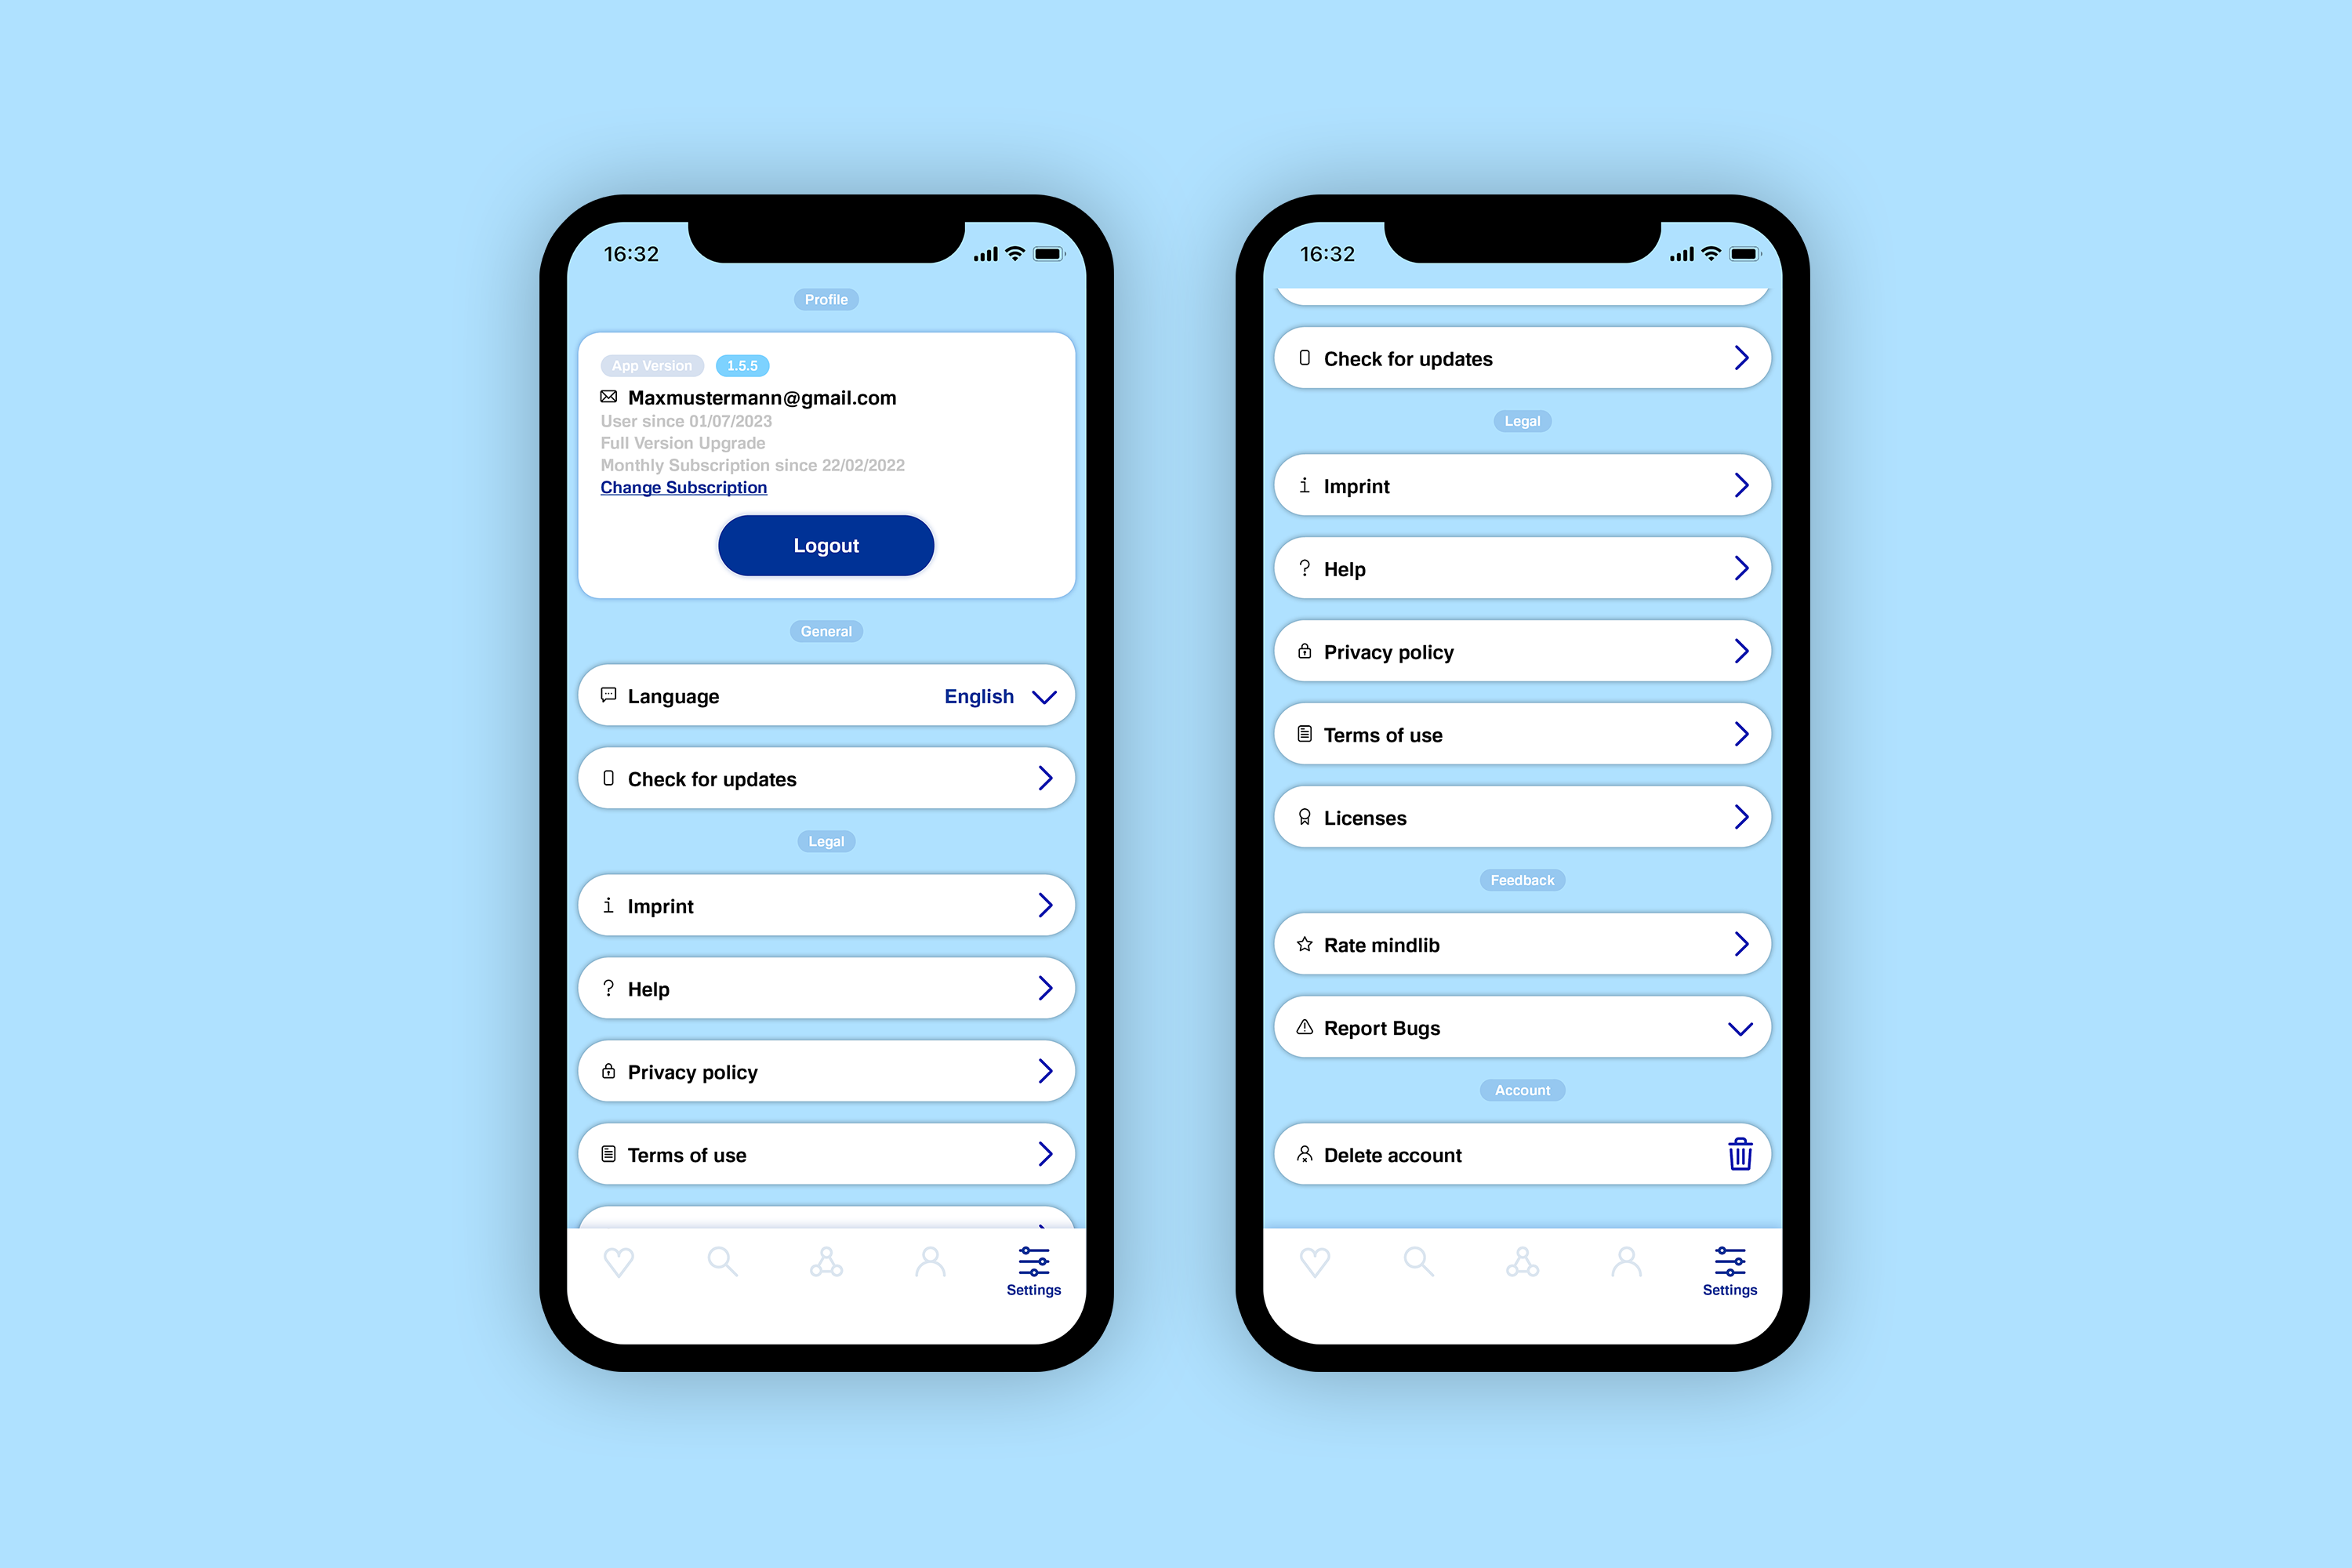 16:32
Profile
App Version 1.5.5
Maxmustermann@gmail.com
User since 01/07/2023
Full Version Upgrade
Monthly Subscription since 22/02/2022
Change Subscription
Logout
General
Language English
Check for updates
Legal
Imprint
Help
Privacy policy
Terms of use
Settings
16:32
Check for updates
Legal
Imprint
Help
Privacy policy
Terms of use
Licenses
Feedback
Rate mindlib
Report Bugs
Account
Delete account
Settings